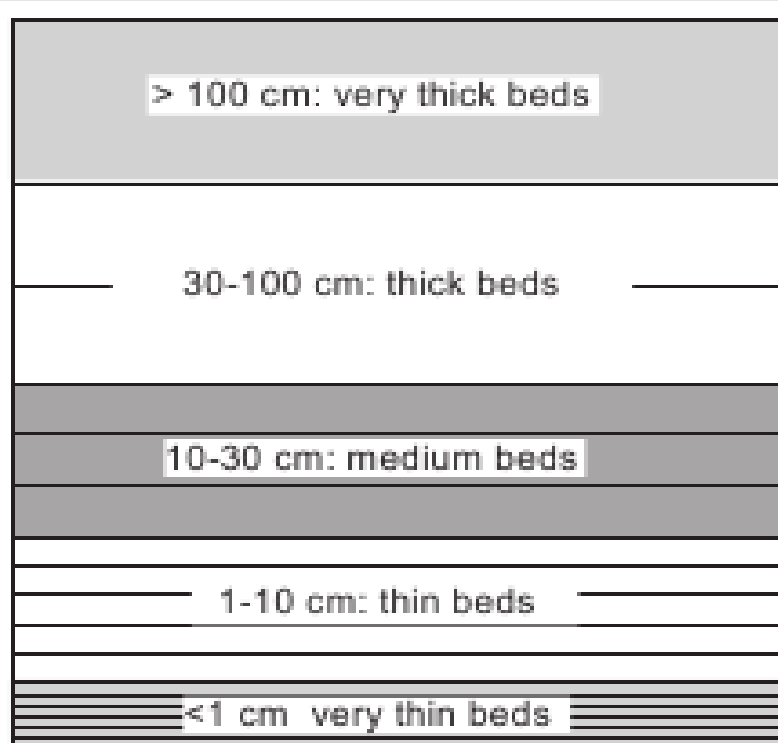 > 100 cm: very thick beds
30-100 cm: thick beds
10-30 cm: medium beds
1-10 cm: thin beds
<1 cm very thin beds